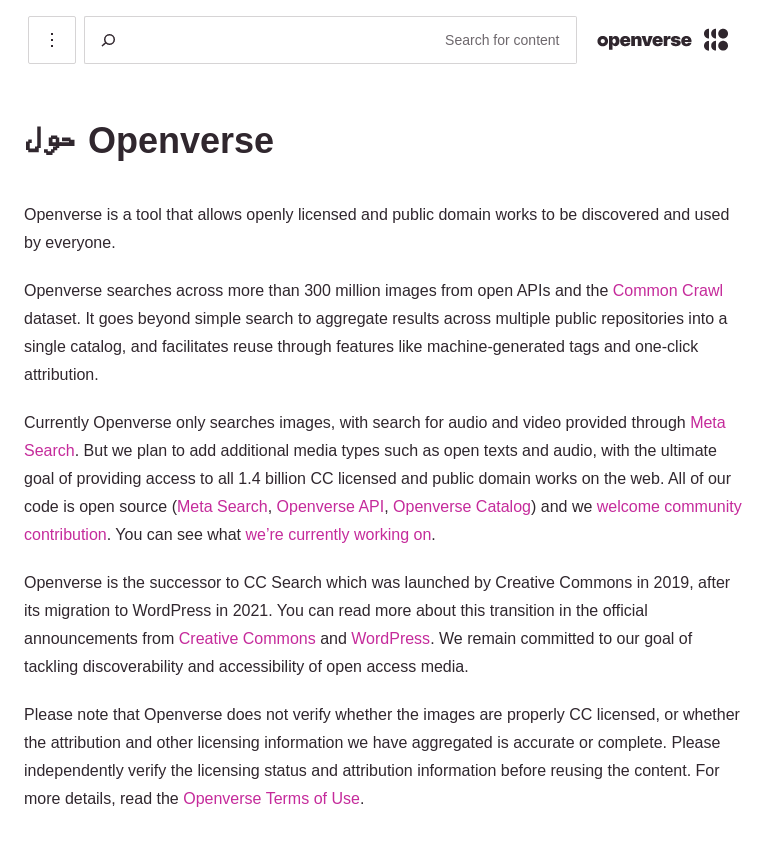 Search for content
openverse
حول Openverse
Openverse is a tool that allows openly licensed and public domain works to be discovered and used
by everyone.
Openverse searches across more than 300 million images from open APIs and the Common Crawl
dataset. It goes beyond simple search to aggregate results across multiple public repositories into a
single catalog, and facilitates reuse through features like machine-generated tags and one-click
attribution.
Currently Openverse only searches images, with search for audio and video provided through Meta
Search. But we plan to add additional media types such as open texts and audio, with the ultimate
goal of providing access to all 1.4 billion CC licensed and public domain works on the web. All of our
code is open source (Meta Search, Openverse API, Openverse Catalog) and we welcome community
contribution. You can see what we’re currently working on.
Openverse is the successor to CC Search which was launched by Creative Commons in 2019, after
its migration to WordPress in 2021. You can read more about this transition in the official
announcements from Creative Commons and WordPress. We remain committed to our goal of
tackling discoverability and accessibility of open access media.
Please note that Openverse does not verify whether the images are properly CC licensed, or whether
the attribution and other licensing information we have aggregated is accurate or complete. Please
independently verify the licensing status and attribution information before reusing the content. For
more details, read the Openverse Terms of Use.